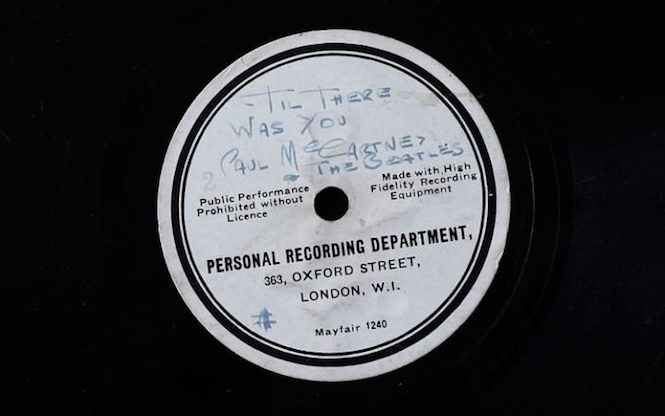 'TIL THERE
WAS YOU
PAUL McCARTNEY
& THE BEATLES
2
Public Performance
Prohibited without
Licence
Made with High
Fidelity Recording
Equipment
PERSONAL RECORDING DEPARTMENT,
363, OXFORD STREET,
LONDON, W.I.
Mayfair 1240
#